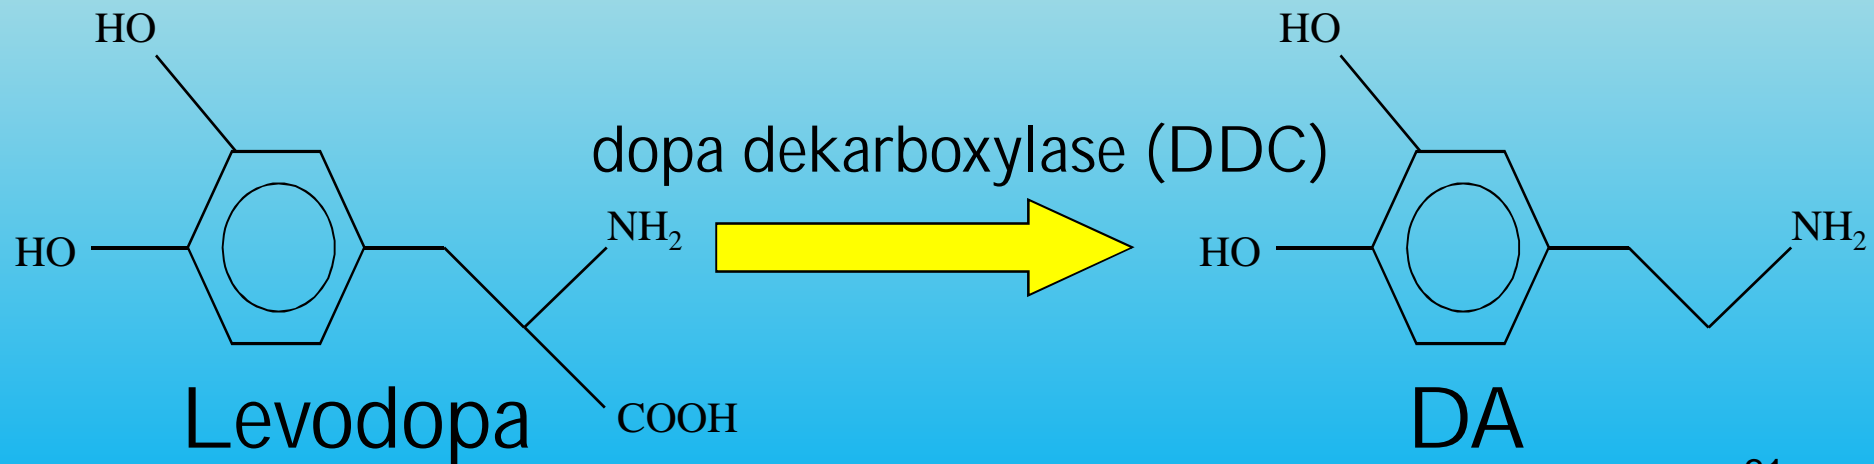 HO
HO
dopa dekarboxylase (DDC)
NH₂
NH₂
HO
HO
COOH
Levodopa
DA